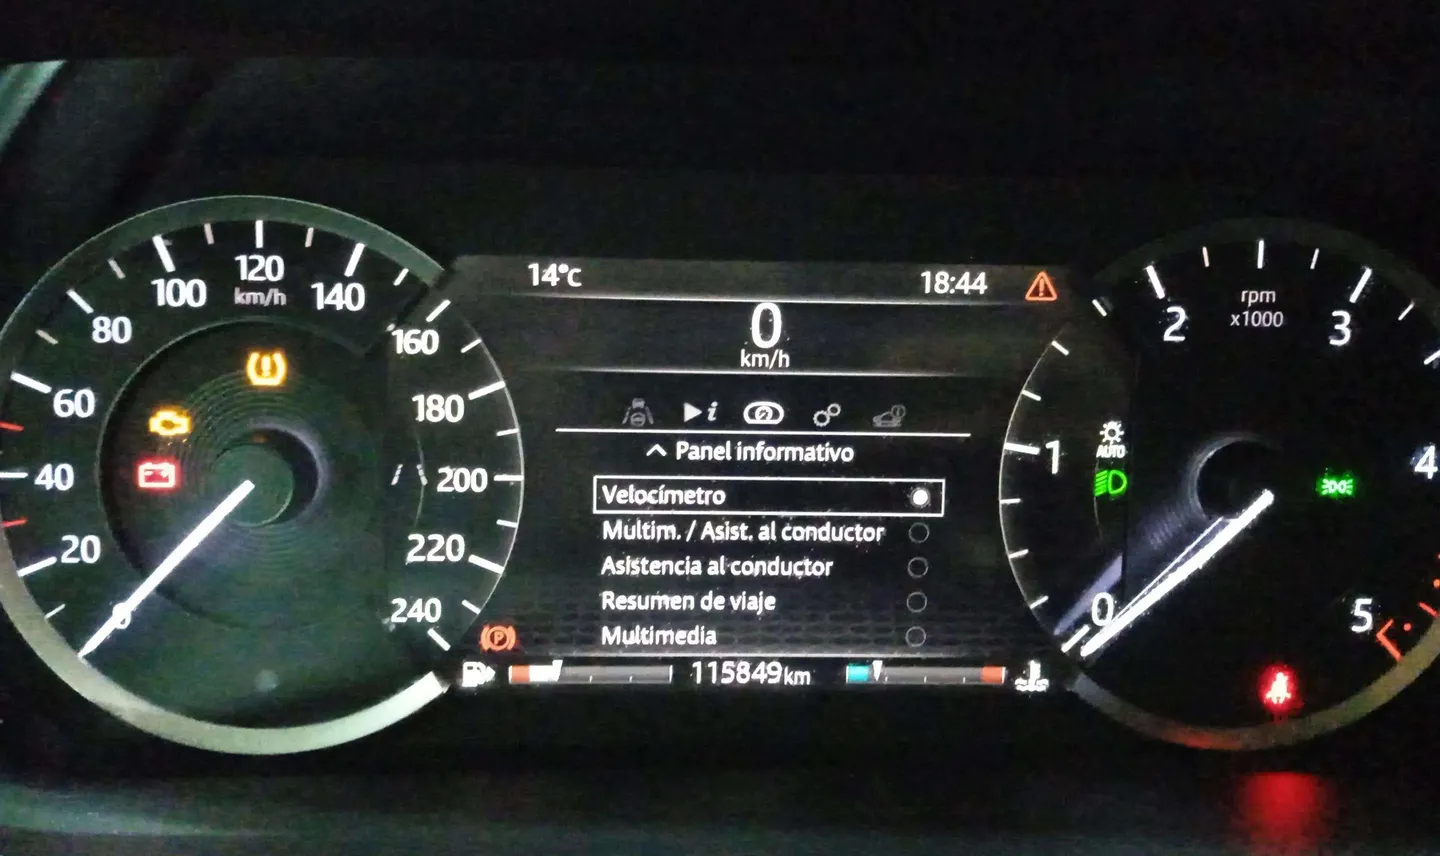 14°C 18:44
0
km/h
i
Panel informativo
Velocímetro
Multim. / Asist. al conductor
Asistencia al conductor
Resumen de viaje
Multimedia
115849 km
0
20
40
60
80
100
120
km/h
140
160
180
200
220
240
P
0
1
2
rpm
x1000
3
4
5
AUTO